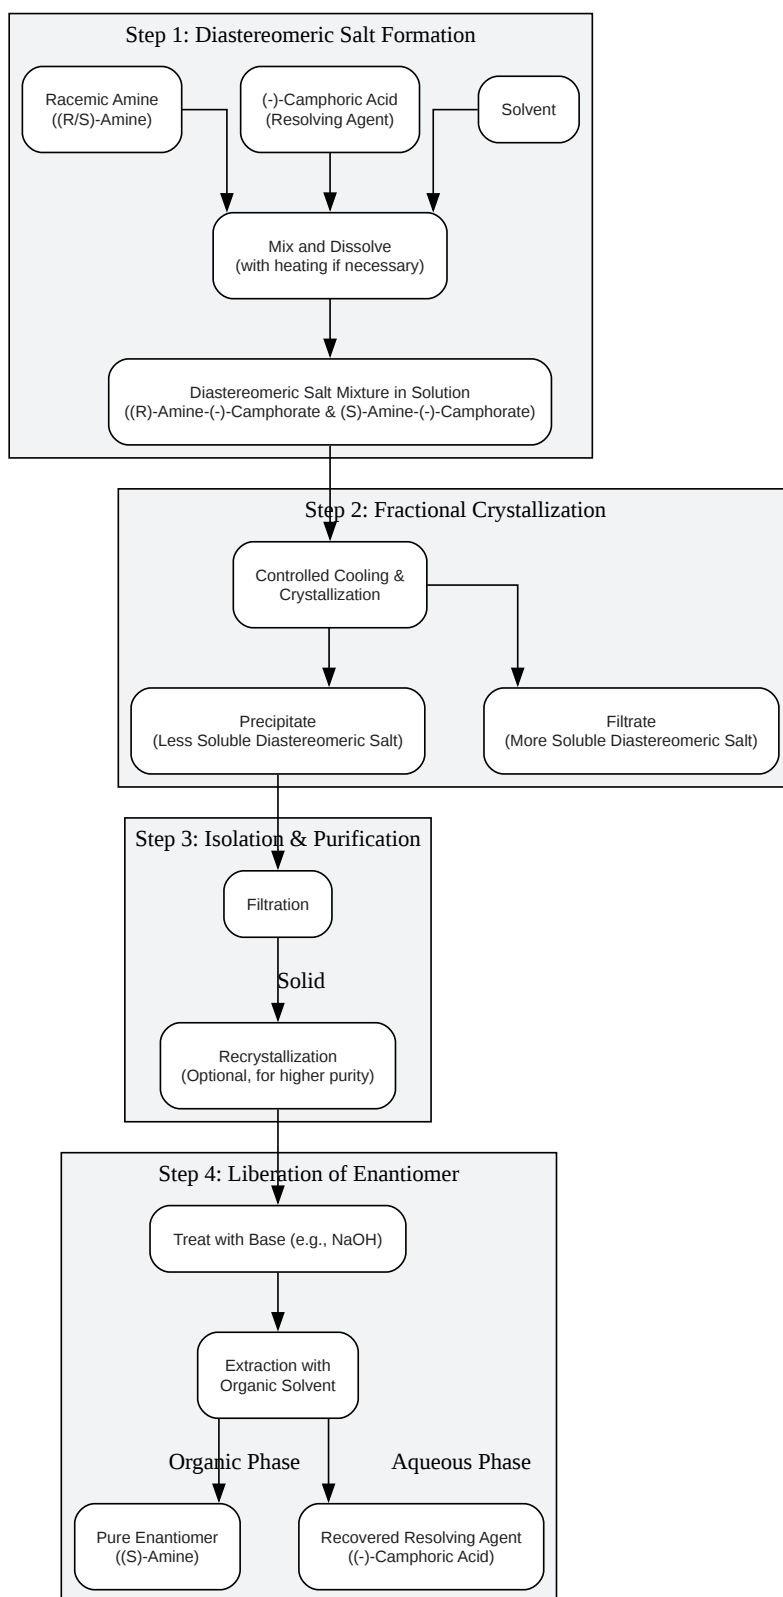 Step 1: Diastereomeric Salt Formation
Racemic Amine
((R/S)-Amine)
(-)-Camphoric Acid
(Resolving Agent)
Solvent
Mix and Dissolve
(with heating if necessary)
Diastereomeric Salt Mixture in Solution
((R)-Amine-(-)-Camphorate & (S)-Amine-(-)-Camphorate)
Step 2: Fractional Crystallization
Controlled Cooling &
Crystallization
Precipitate
(Less Soluble Diastereomeric Salt)
Filtrate
(More Soluble Diastereomeric Salt)
Step 3: Isolation & Purification
Filtration
Solid
Recrystallization
(Optional, for higher purity)
Step 4: Liberation of Enantiomer
Treat with Base (e.g., NaOH)
Extraction with
Organic Solvent
Organic Phase
Aqueous Phase
Pure Enantiomer
((S)-Amine)
Recovered Resolving Agent
((-)-Camphoric Acid)